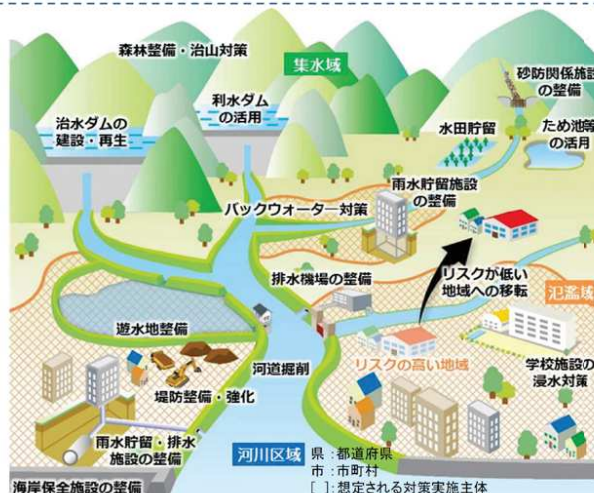 森林整備・治山対策
集水域
砂防関係施設
の整備
治水ダムの
建設・再生
利水ダム
の活用
水田貯留
ため池等
の活用
雨水貯留施設
の整備
バックウォーター対策
排水機場の整備
リスクが低い
地域への移転
氾濫域
遊水地整備
河道掘削
リスクの高い地域
学校施設の
浸水対策
堤防整備・強化
雨水貯留・排水
施設の整備
河川区域
県：都道府県
市：市町村
[ ]：想定される対策実施主体
海岸保全施設の整備